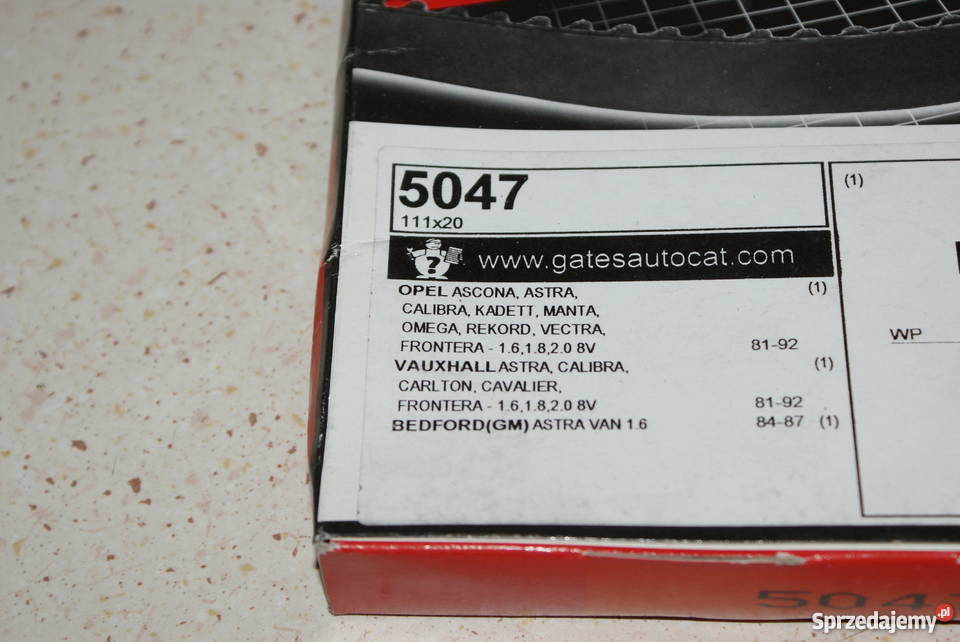 5047
111x20
www.gatesautocat.com
OPEL ASCONA, ASTRA, (1)
CALIBRA, KADETT, MANTA,
OMEGA, REKORD, VECTRA,
FRONTERA - 1.6,1.8,2.0 8V 81-92
VAUXHALL ASTRA, CALIBRA, (1)
CARLTON, CAVALIER,
FRONTERA - 1.6,1.8,2.0 8V 81-92
BEDFORD(GM) ASTRA VAN 1.6 84-87 (1)
(1)
WP
504
Sprzedajemy.pl